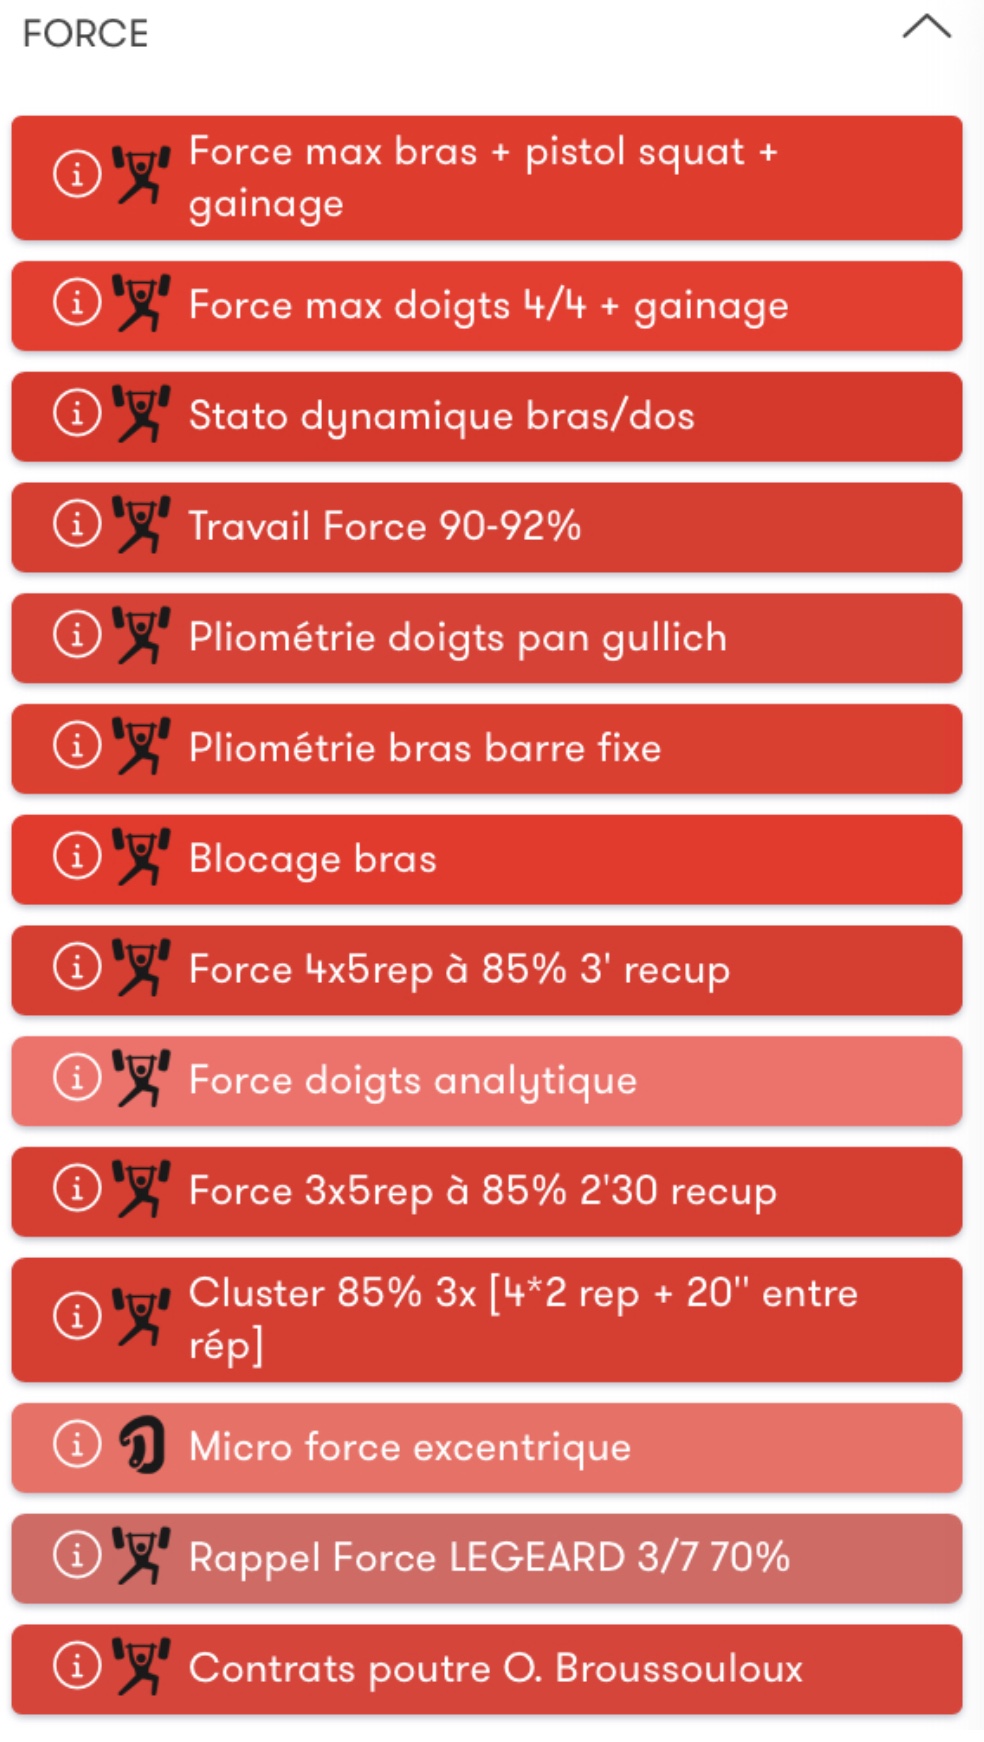 FORCE
Force max bras + pistol squat +
gainage
Force max doigts 4/4 + gainage
Stato dynamique bras/dos
Travail Force 90-92%
Pliométrie doigts pan gullich
Pliométrie bras barre fixe
Blocage bras
Force 4x5rep à 85% 3' recup
Force doigts analytique
Force 3x5rep à 85% 2'30 recup
Cluster 85% 3x [4*2 rep + 20" entre
rép]
Micro force excentrique
Rappel Force LEGEARD 3/7 70%
Contrats poutre O. Broussouloux